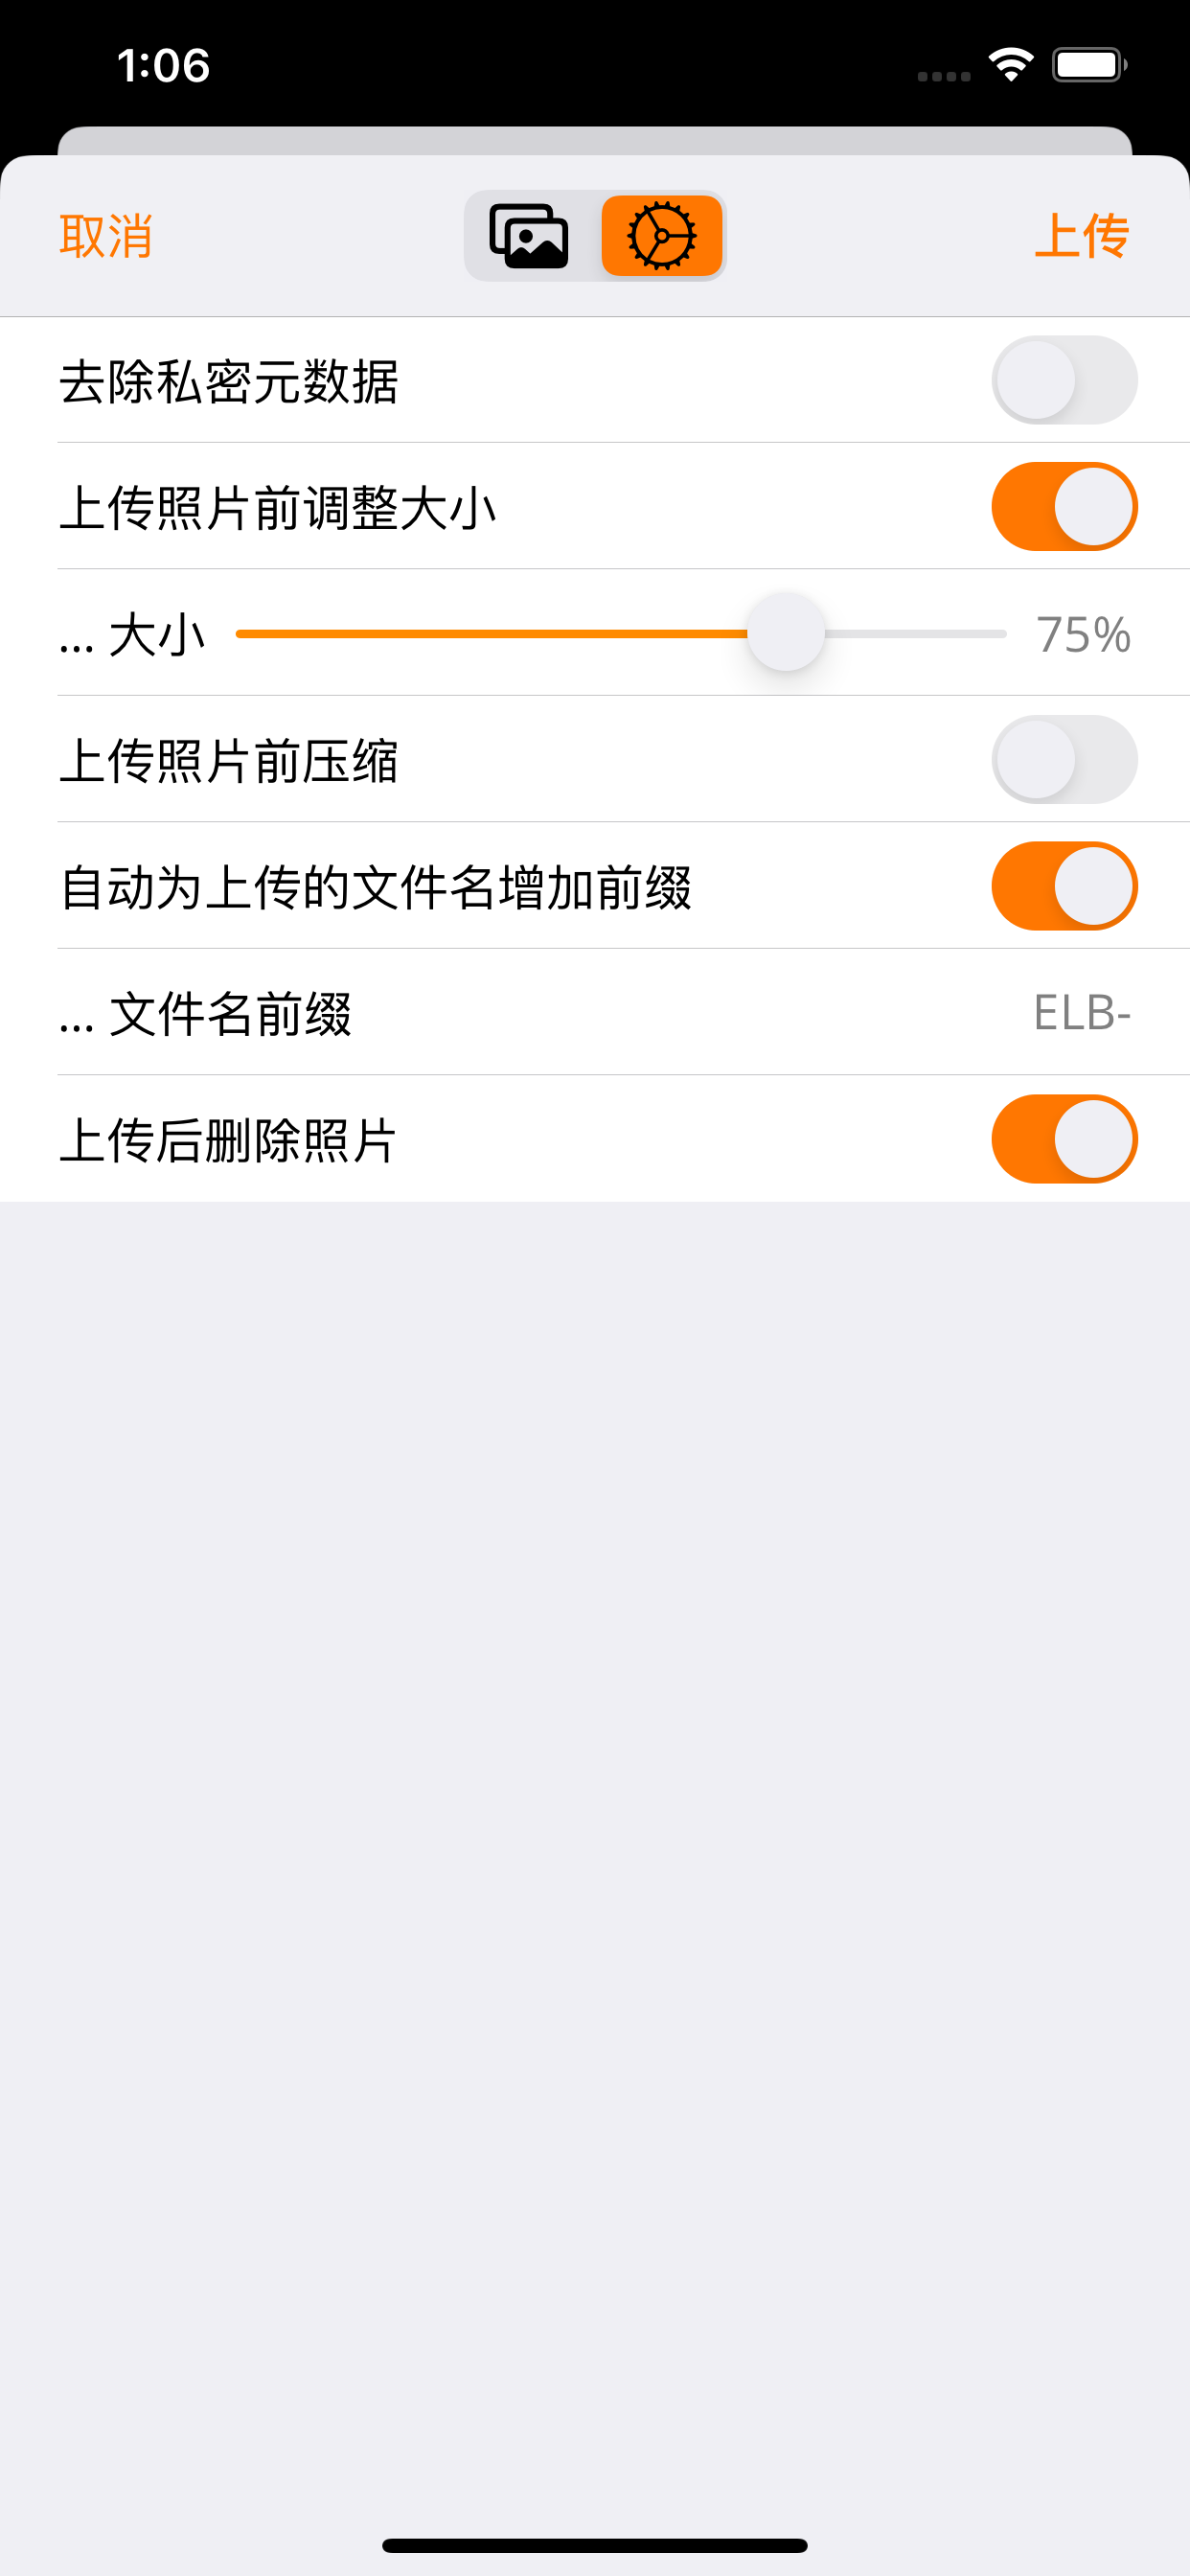 1:06
取消
上传
去除私密元数据
上传照片前调整大小
... 大小 75%
上传照片前压缩
自动为上传的文件名增加前缀
... 文件名前缀 ELB-
上传后删除照片